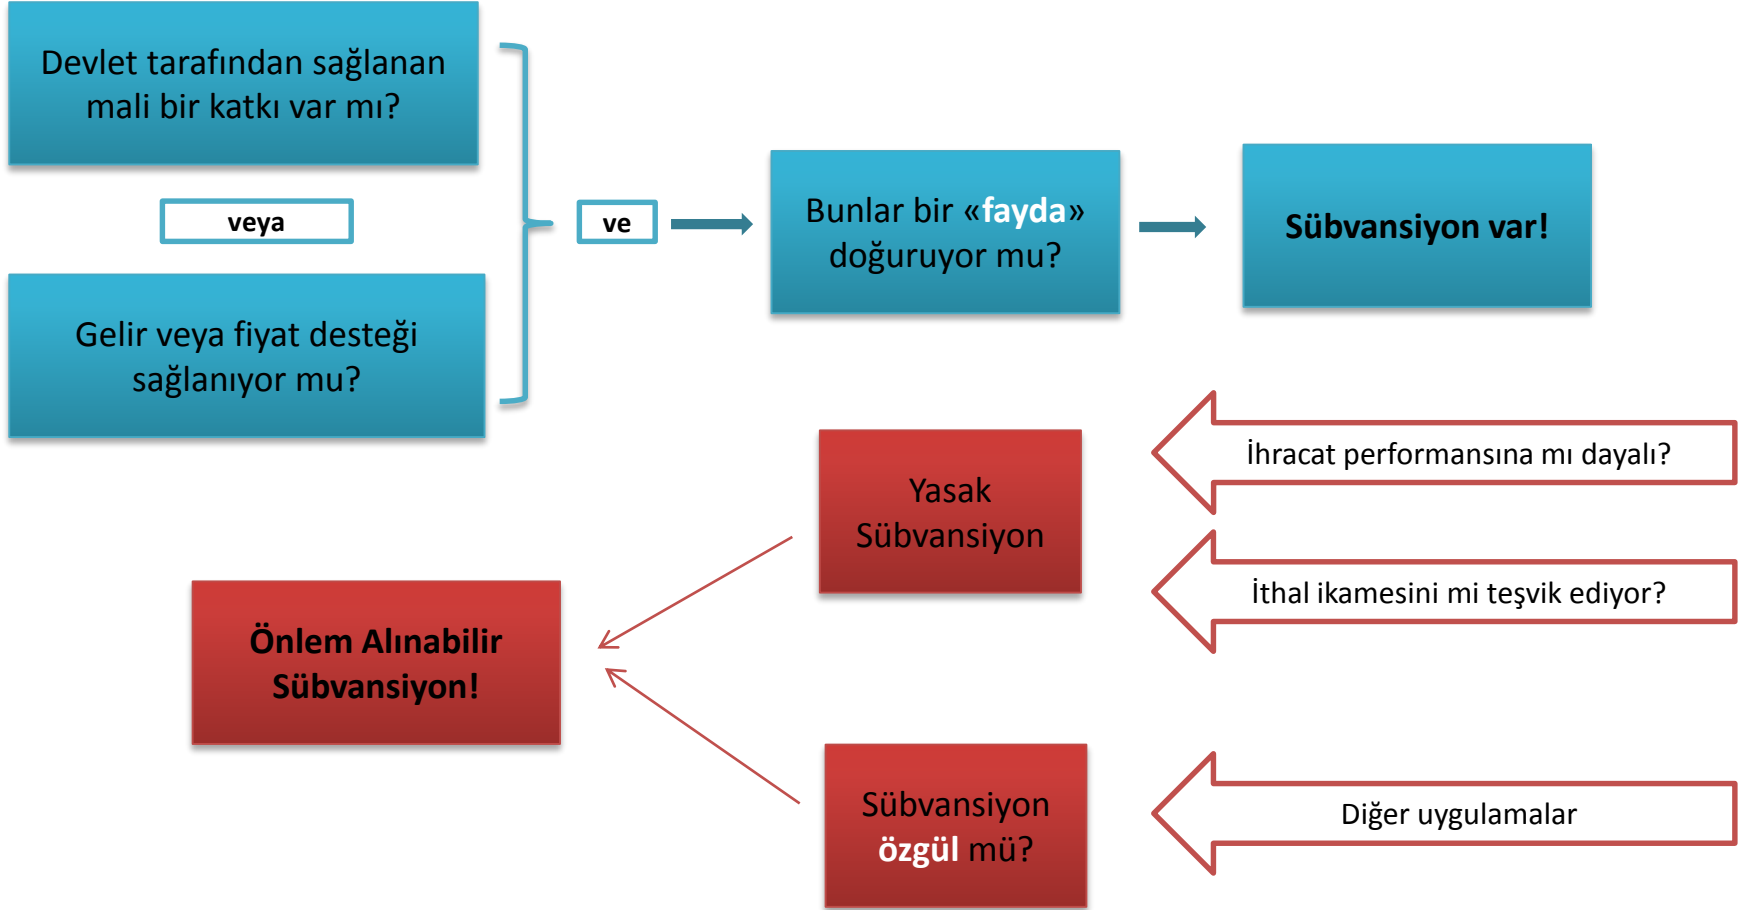 Devlet tarafından sağlanan
mali bir katkı var mı?
veya
Gelir veya fiyat desteği
sağlanıyor mu?
ve
Bunlar bir «fayda»
doğuruyor mu?
Sübvansiyon var!
İhracat performansına mı dayalı?
İthal ikamesini mi teşvik ediyor?
Yasak
Sübvansiyon
Önlem Alınabilir
Sübvansiyon!
Sübvansiyon
özgül mü?
Diğer uygulamalar